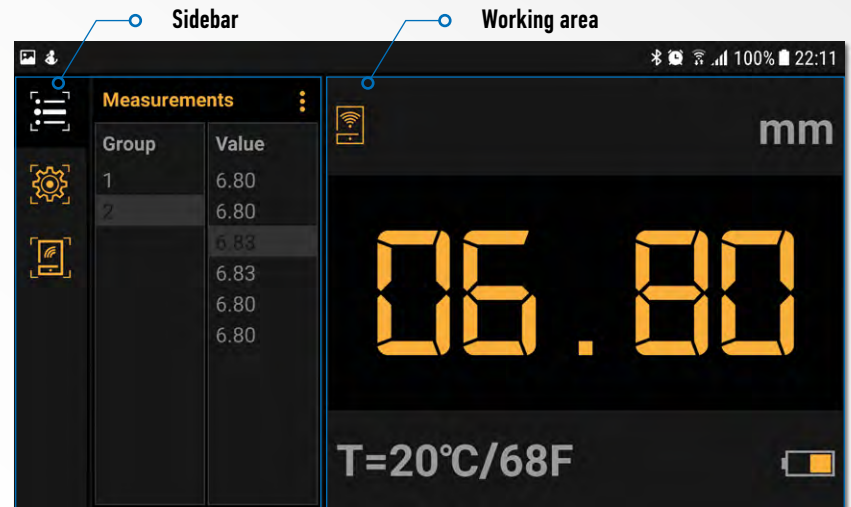 Sidebar
Working area
100% 22:11
Measurements
mm
Group
Value
1
6.80
2
6.80
6.83
6.83
6.80
6.80
06.80
T=20°C/68F